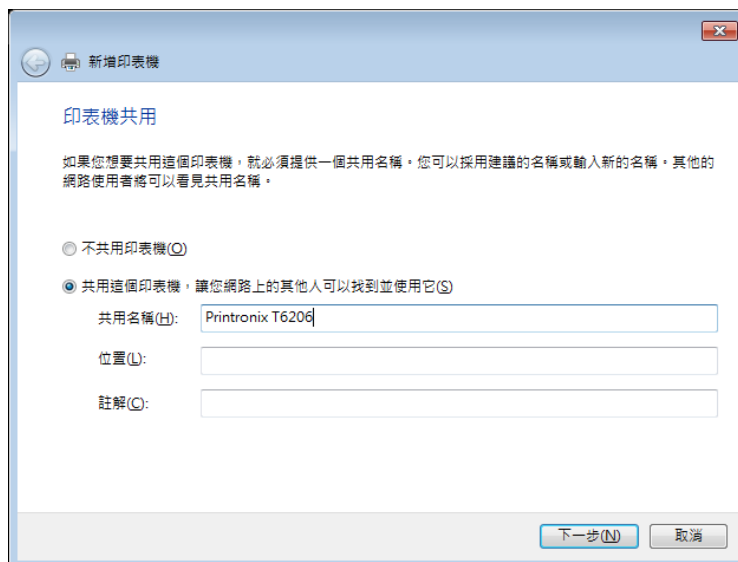 新增印表機
印表機共用
如果您想要共用這個印表機，就必須提供一個共用名稱。您可以採用建議的名稱或輸入新的名稱。其他的
網路使用者將可以看見共用名稱。
不共用印表機(O)
共用這個印表機，讓您網路上的其他人可以找到並使用它(S)
共用名稱(H): Printronix T6206
位置(L):
註解(C):
下一步(N) 取消